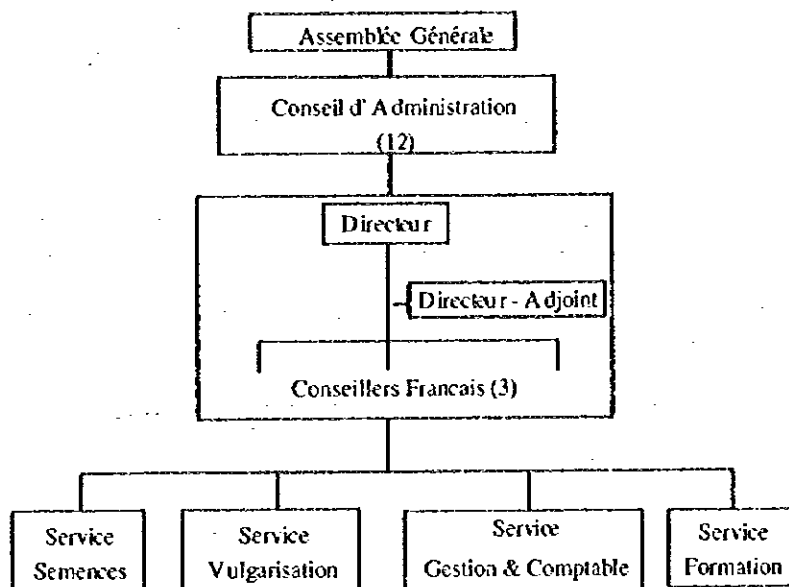 Assemblée Générale
Conseil d' Administration
(12)
Directeur
Directeur - Adjoint
Conseillers Francais (3)
Service
Semences
Service
Vulgarisation
Service
Gestion & Comptable
Service
Formation